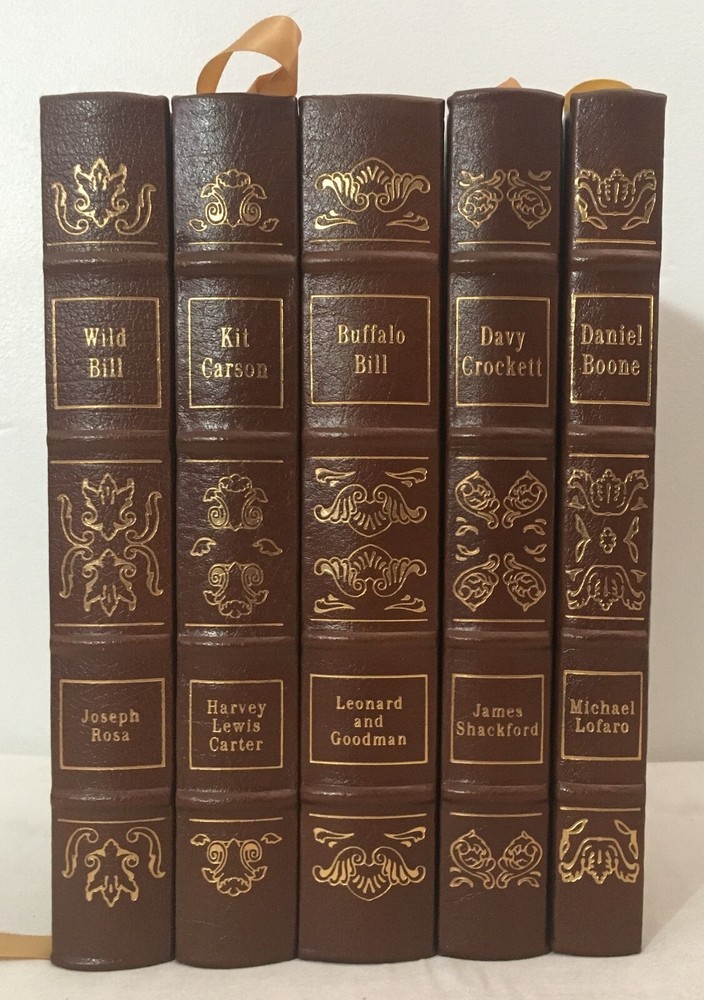 Wild
Bill
Joseph
Rosa
Kit
Carson
Harvey
Lewis
Carter
Buffalo
Bill
Leonard
and
Goodman
Davy
Crockett
James
Shackford
Daniel
Boone
Michael
Lofaro